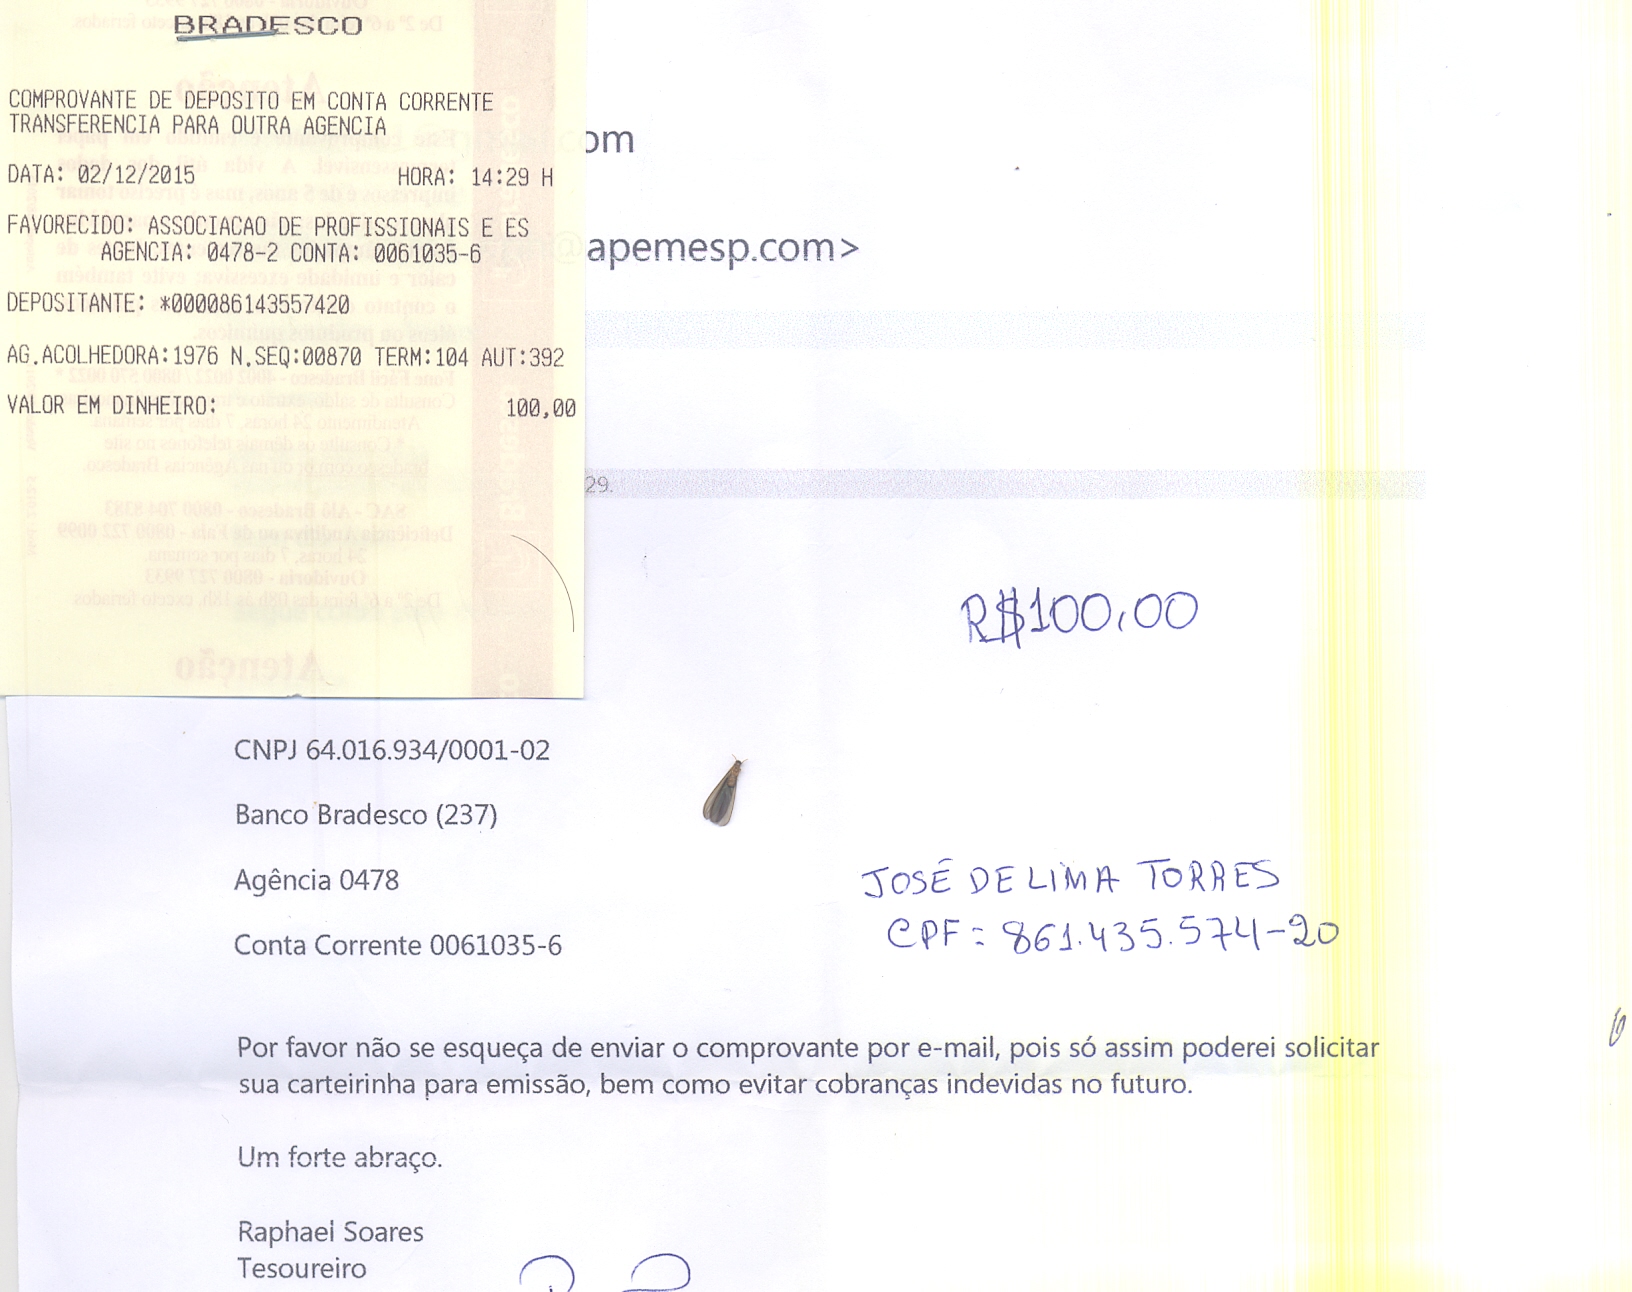 BRADESCO
COMPROVANTE DE DEPOSITO EM CONTA CORRENTE
TRANSFERENCIA PARA OUTRA AGENCIA
DATA: 02/12/2015 HORA: 14:29 H
FAVORECIDO: ASSOCIACAO DE PROFISSIONAIS E ES
AGENCIA: 0478-2 CONTA: 0061035-6
DEPOSITANTE: *000086143557420
AG.ACOLHEDORA:1976 N.SEQ:00870 TERM:104 AUT:392
VALOR EM DINHEIRO: 100,00
om
@apemesp.com>
29.
R$100,00
CNPJ 64.016.934/0001-02
Banco Bradesco (237)
Agência 0478
Conta Corrente 0061035-6
JOSÉ DE LIMA TORRES
CPF: 861.435.574-20
Por favor não se esqueça de enviar o comprovante por e-mail, pois só assim poderei solicitar
sua carteirinha para emissão, bem como evitar cobranças indevidas no futuro.
Um forte abraço.
Raphael Soares
Tesoureiro